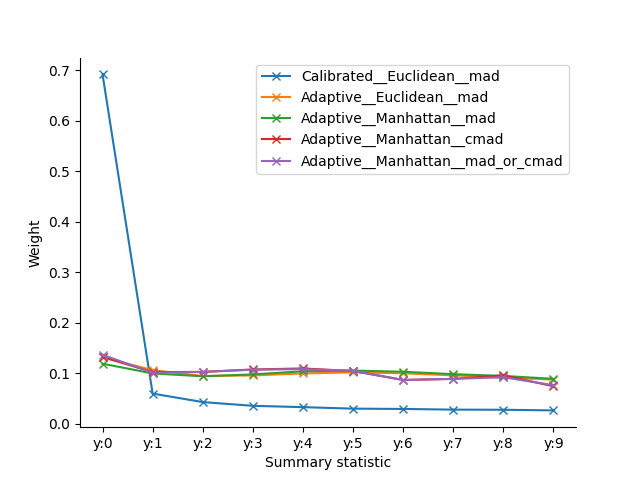 0.7
0.6
0.5
0.4
0.3
0.2
0.1
0.0
Weight
Calibrated__Euclidean__mad
Adaptive__Euclidean__mad
Adaptive__Manhattan__mad
Adaptive__Manhattan__cmad
Adaptive__Manhattan__mad_or_cmad
y:0 y:1 y:2 y:3 y:4 y:5 y:6 y:7 y:8 y:9
Summary statistic